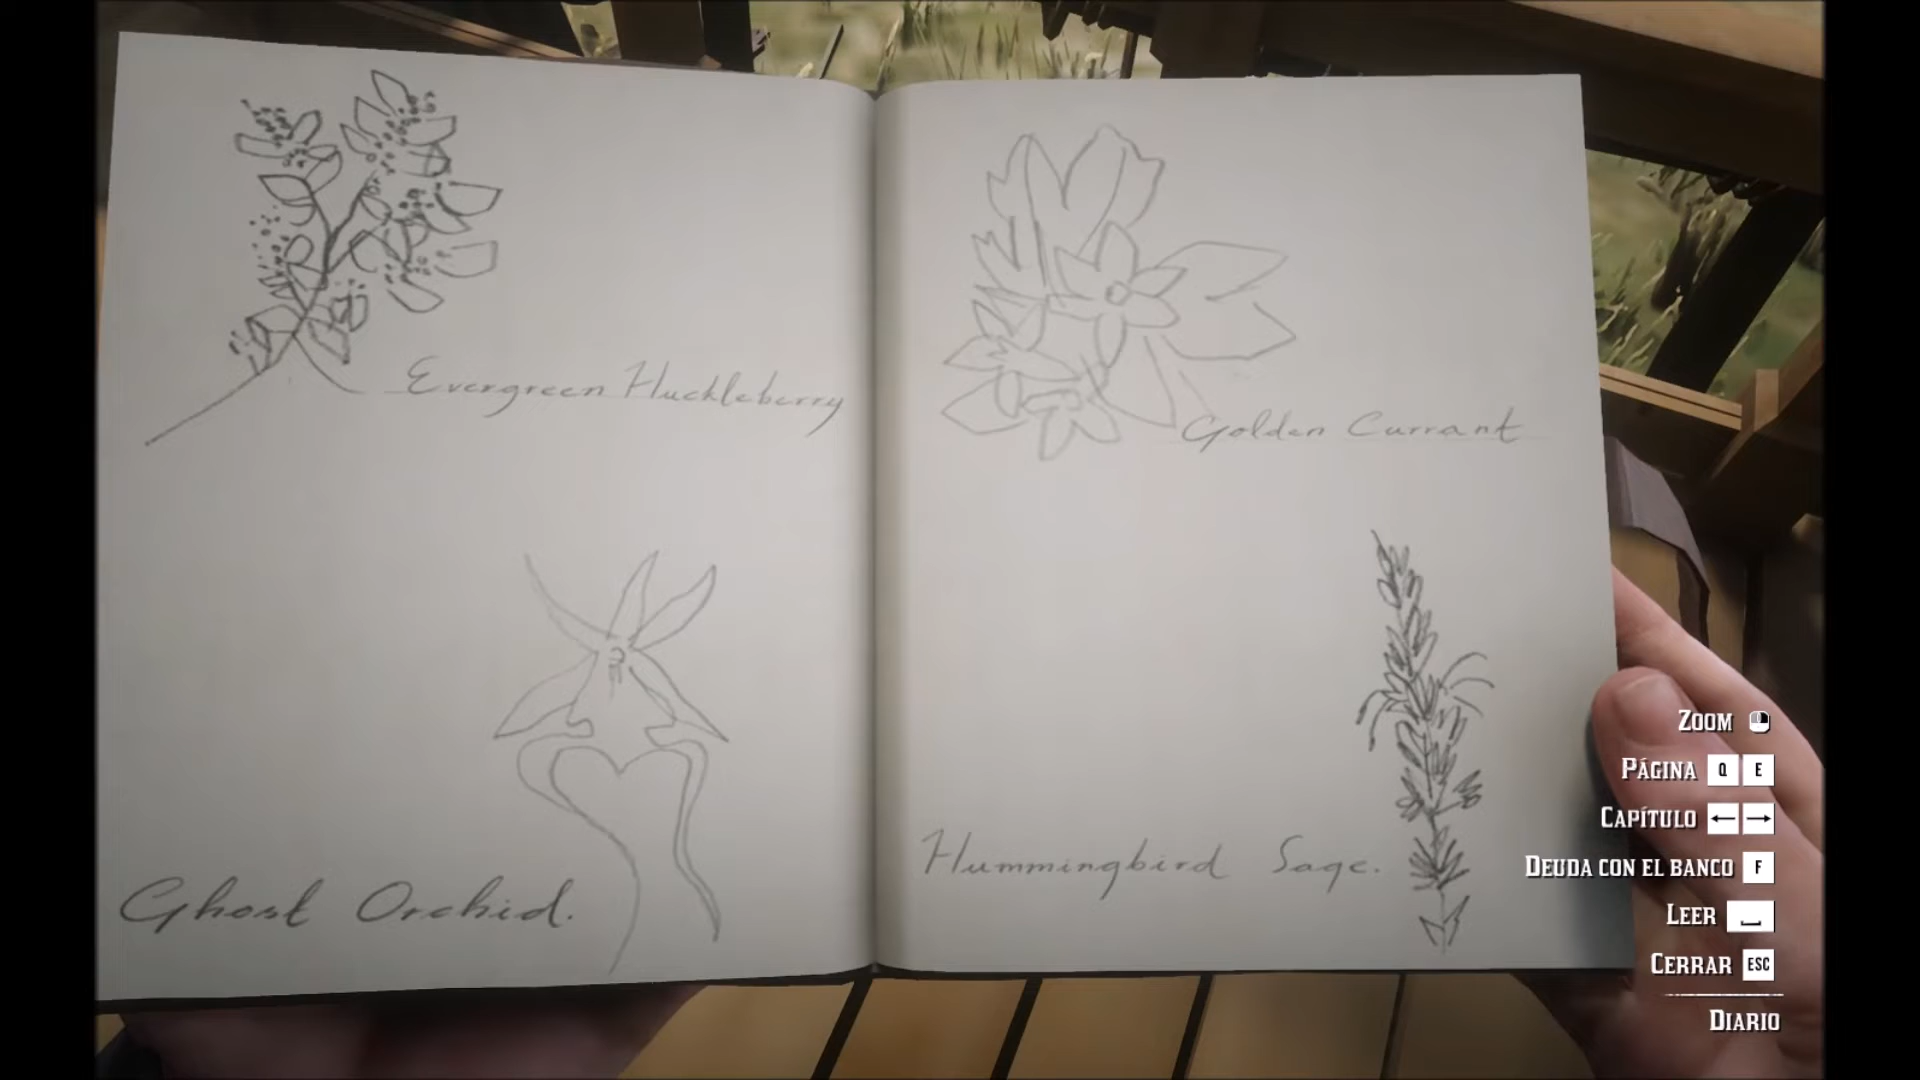 Evergreen Huckleberry
Ghost Orchid.
Golden Currant
Hummingbird Sage.
ZOOM
PÁGINA Q E
CAPÍTULO ← →
DEUDA CON EL BANCO F
LEER
CERRAR ESC
DIARIO